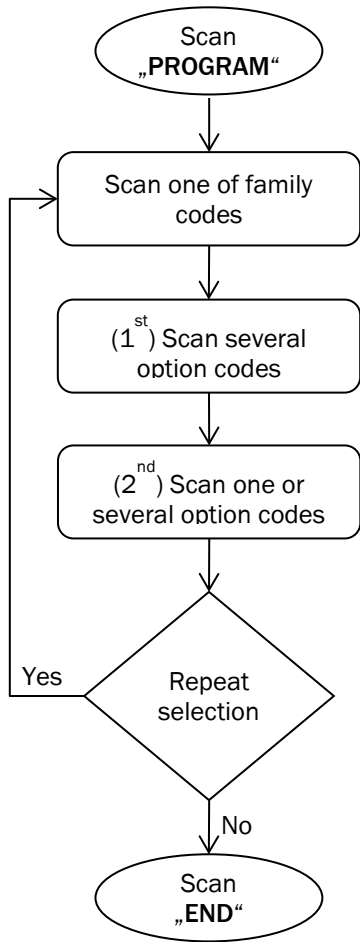 Scan
„PROGRAM“
Scan one of family
codes
(1st) Scan several
option codes
(2nd) Scan one or
several option codes
Yes
Repeat
selection
No
Scan
„END“